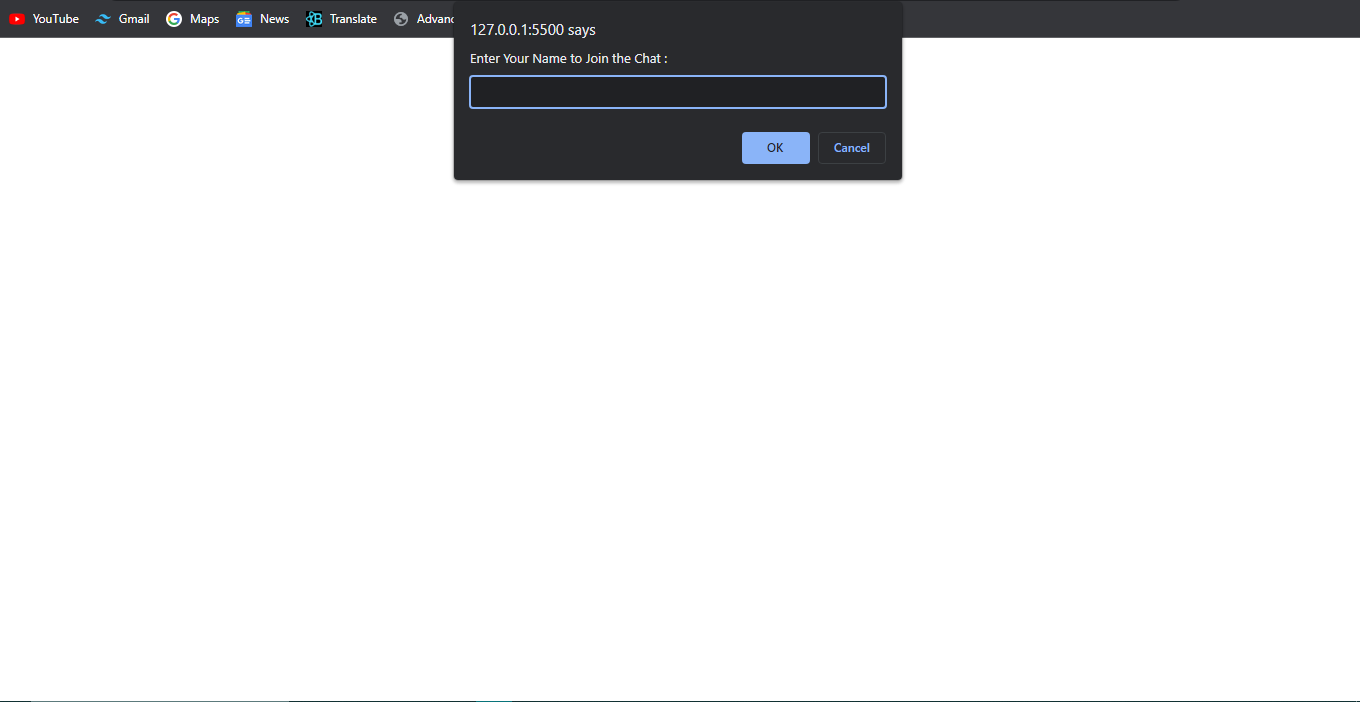 YouTube Gmail Maps News Translate
127.0.0.1:5500 says
Enter Your Name to Join the Chat :
OK Cancel